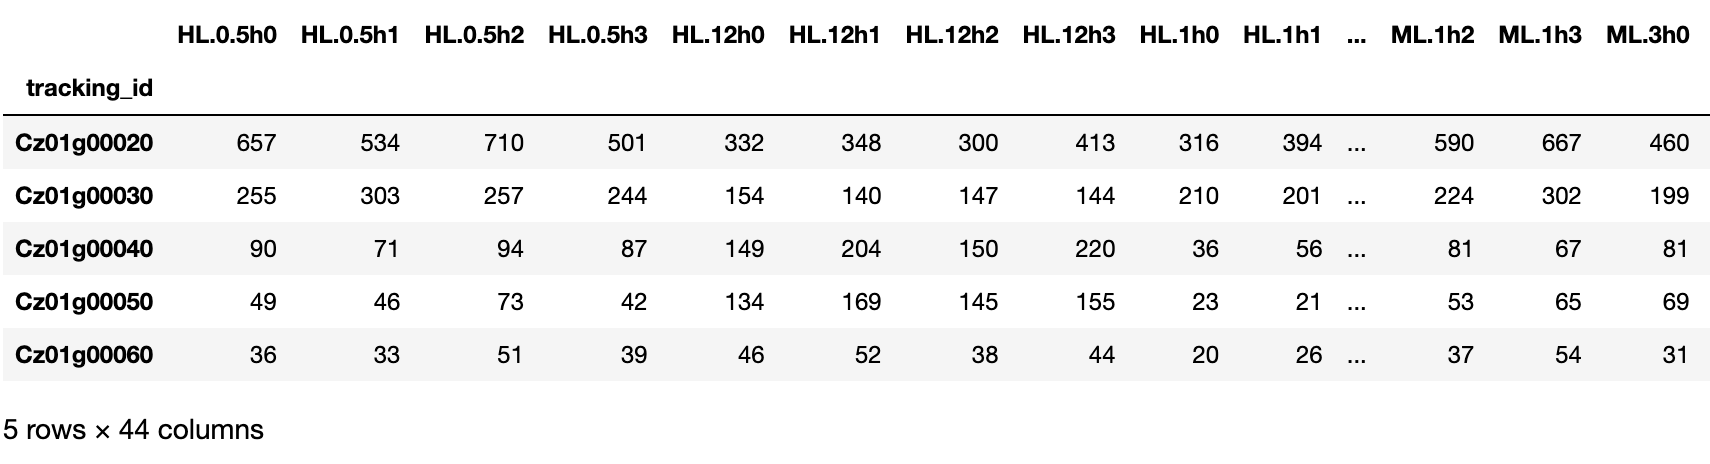 HL.0.5h0 HL.0.5h1 HL.0.5h2 HL.0.5h3 HL.12h0 HL.12h1 HL.12h2 HL.12h3 HL.1h0 HL.1h1 ... ML.1h2 ML.1h3 ML.3h0
tracking_id
Cz01g00020 657 534 710 501 332 348 300 413 316 394 ... 590 667 460
Cz01g00030 255 303 257 244 154 140 147 144 210 201 ... 224 302 199
Cz01g00040 90 71 94 87 149 204 150 220 36 56 ... 81 67 81
Cz01g00050 49 46 73 42 134 169 145 155 23 21 ... 53 65 69
Cz01g00060 36 33 51 39 46 52 38 44 20 26 ... 37 54 31
5 rows × 44 columns